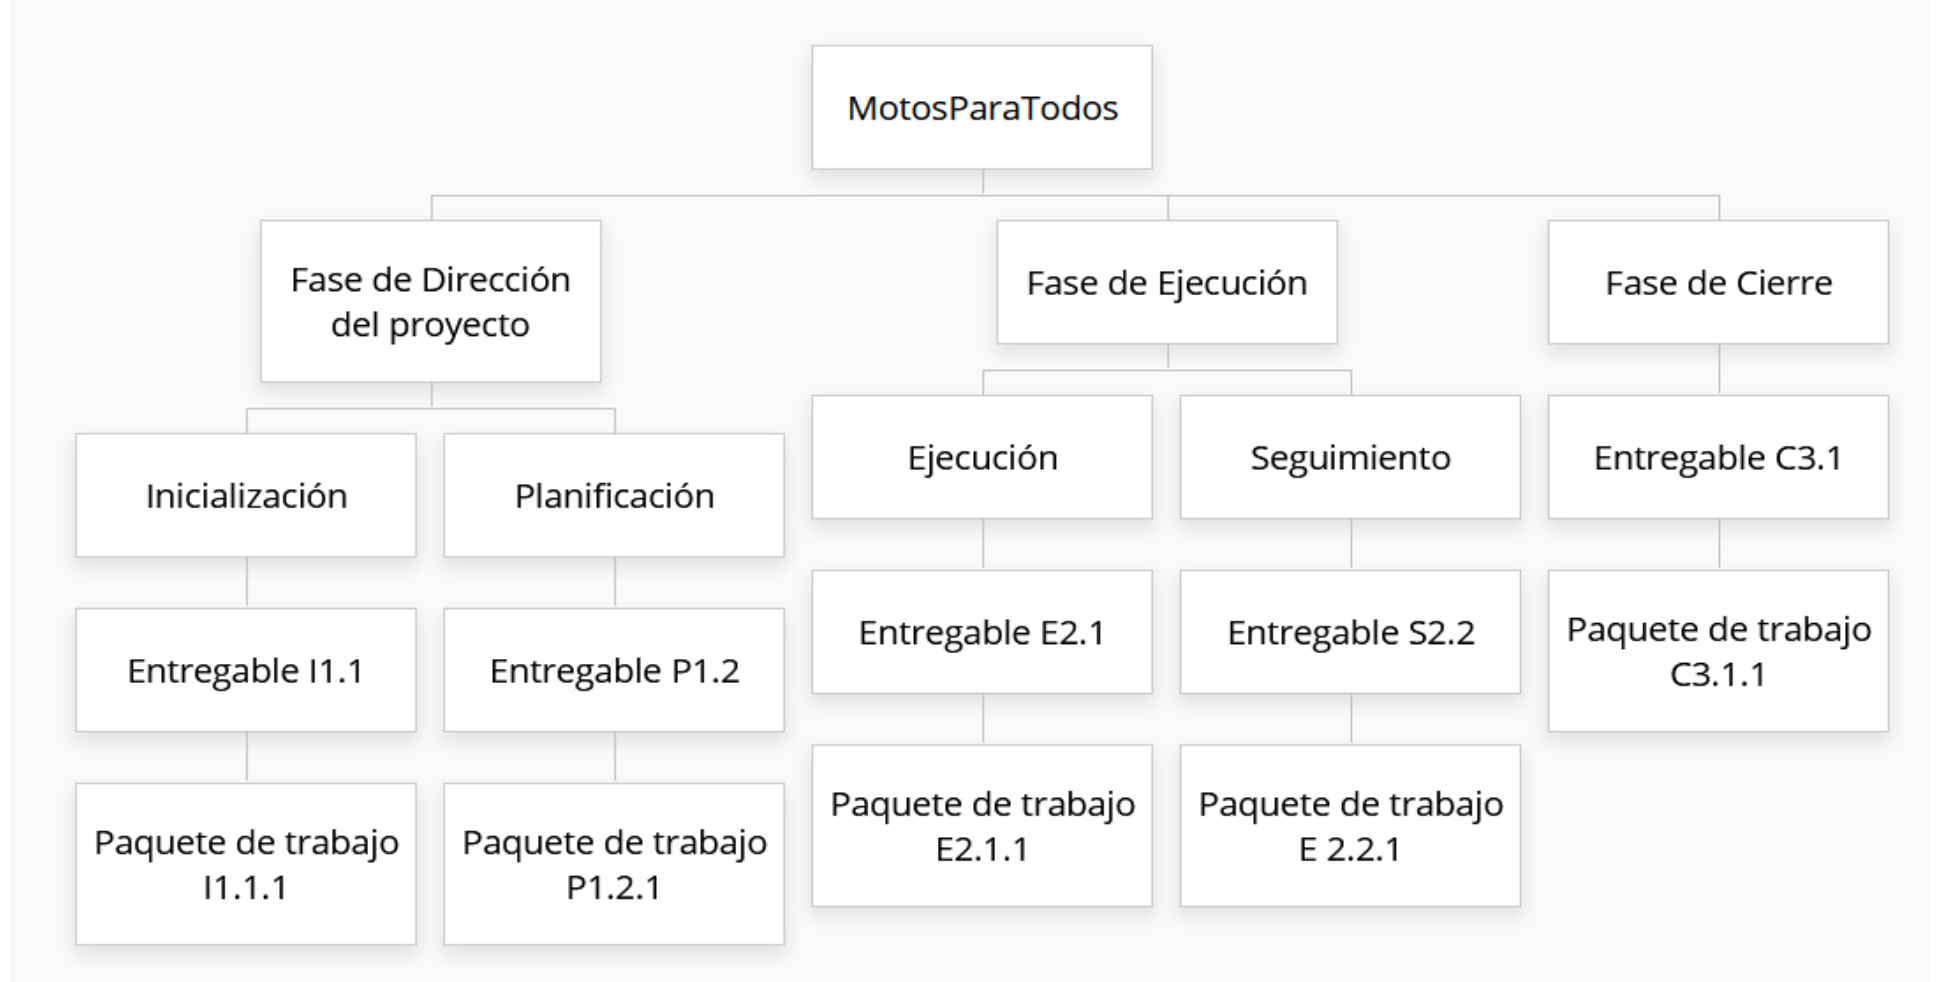 MotosParaTodos
Fase de Dirección
del proyecto
Fase de Ejecución
Fase de Cierre
Inicialización
Planificación
Ejecución
Seguimiento
Entregable C3.1
Entregable I1.1
Entregable P1.2
Entregable E2.1
Entregable S2.2
Paquete de trabajo
C3.1.1
Paquete de trabajo
I1.1.1
Paquete de trabajo
P1.2.1
Paquete de trabajo
E2.1.1
Paquete de trabajo
E 2.2.1